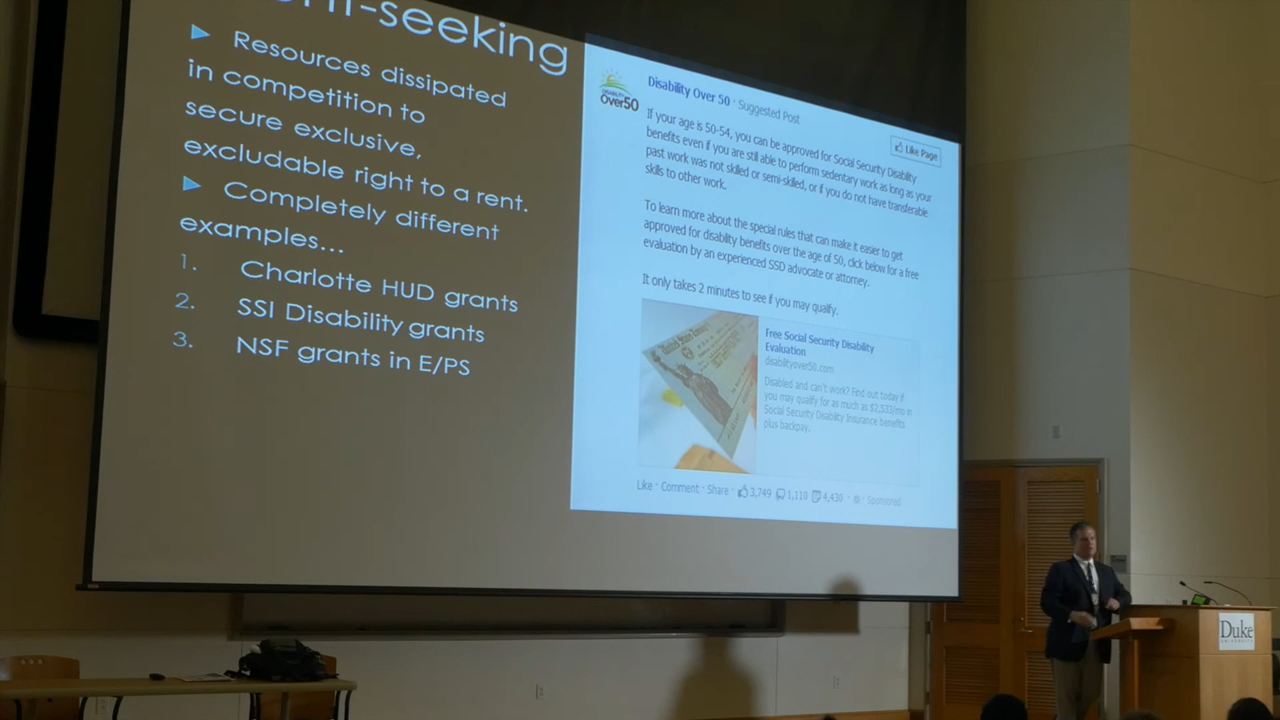 -seeking
Resources dissipated
in competition to
secure exclusive,
excludable right to a rent.
Completely different
examples...
1. Charlotte HUD grants
2. SSI Disability grants
3. NSF grants in E/PS
DISABILITY
Over50
Disability Over 50 · Suggested Post
Like Page
If your age is 50-54, you can be approved for Social Security Disability
benefits even if you are still able to perform sedentary work as long as your
past work was not skilled or semi-skilled, or if you do not have transferable
skills to other work.
To learn more about the special rules that can make it easier to get
approved for disability benefits over the age of 50, click below for a free
evaluation by an experienced SSD advocate or attorney.
It only takes 2 minutes to see if you may qualify.
Free Social Security Disability
Evaluation
disabilityover50.com
Disabled and can't work? Find out today if
you may qualify for as much as $2,533/mo in
Social Security Disability Insurance benefits
plus backpay.
Like · Comment · Share · 3,749 1,110 4,430 · Sponsored
Duke
UNIVERSITY